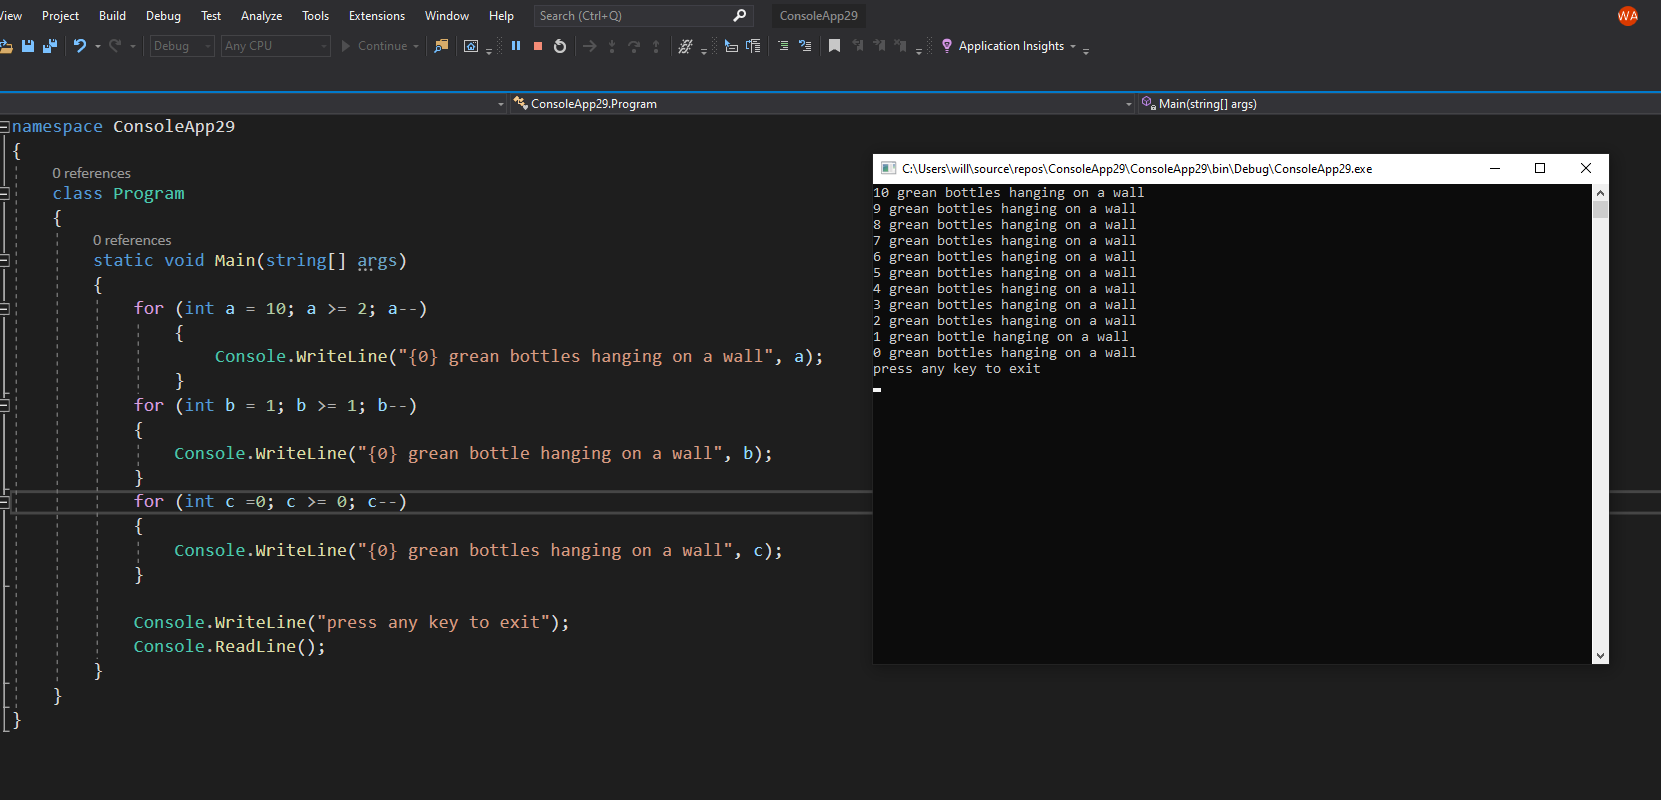 View Project Build Debug Test Analyze Tools Extensions Window Help Search (Ctrl+Q) ConsoleApp29 WA
Debug Any CPU Continue Application Insights
ConsoleApp29.Program Main(string[] args)
namespace ConsoleApp29
{
0 references
class Program
{
0 references
static void Main(string[] args)
{
for (int a = 10; a >= 2; a--)
{
Console.WriteLine("{0} grean bottles hanging on a wall", a);
}
for (int b = 1; b >= 1; b--)
{
Console.WriteLine("{0} grean bottle hanging on a wall", b);
}
for (int c =0; c >= 0; c--)
{
Console.WriteLine("{0} grean bottles hanging on a wall", c);
}
Console.WriteLine("press any key to exit");
Console.ReadLine();
}
}
}
C:\Users\will\source\repos\ConsoleApp29\ConsoleApp29\bin\Debug\ConsoleApp29.exe
10 grean bottles hanging on a wall
9 grean bottles hanging on a wall
8 grean bottles hanging on a wall
7 grean bottles hanging on a wall
6 grean bottles hanging on a wall
5 grean bottles hanging on a wall
4 grean bottles hanging on a wall
3 grean bottles hanging on a wall
2 grean bottles hanging on a wall
1 grean bottle hanging on a wall
0 grean bottles hanging on a wall
press any key to exit